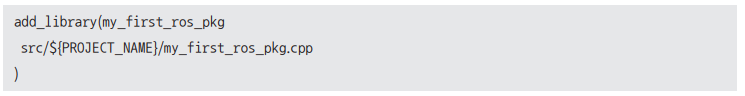 add_library(my_first_ros_pkg
src/${PROJECT_NAME}/my_first_ros_pkg.cpp
)